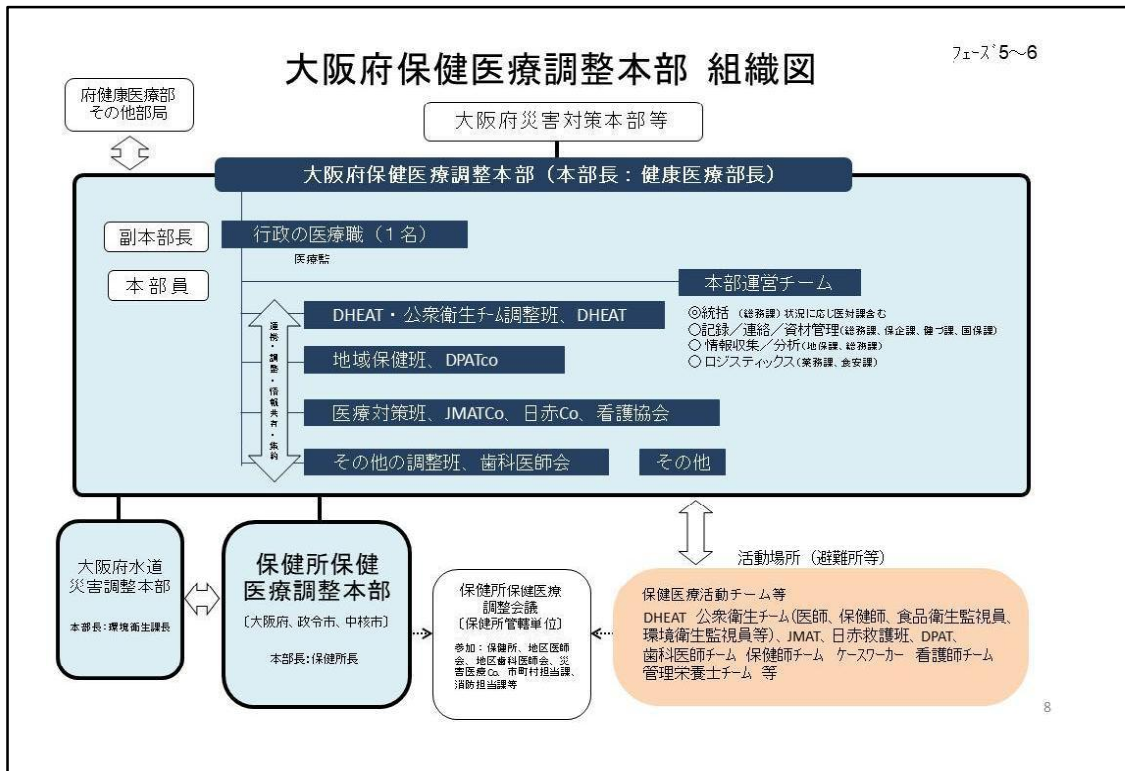 フェーズ5～6
大阪府保健医療調整本部 組織図
府健康医療部
その他部局
大阪府災害対策本部等
大阪府保健医療調整本部（本部長：健康医療部長）
副本部長
行政の医療職（１名）
医療監
本部員
本部運営チーム
◎統括 (総務課)状況に応じ医対課含む
○記録／連絡／資材管理(総務課、保企課、健づ課、国保課)
○情報収集／分析(地保課、総務課)
○ロジスティックス(薬務課、食安課)
連携・調整・情報共有・集約
DHEAT・公衆衛生チーム調整班、DHEAT
地域保健班、DPATco
医療対策班、JMATCo、日赤Co、看護協会
その他の調整班、歯科医師会
その他
大阪府水道
災害調整本部
本部長：環境衛生課長
保健所保健
医療調整本部
〔大阪府、政令市、中核市〕
本部長：保健所長
保健所保健医療
調整会議
〔保健所管轄単位〕
参加：保健所、地区医師
会、地区歯科医師会、災
害医療Co、市町村担当課、
消防担当課等
活動場所（避難所等）
保健医療活動チーム等
DHEAT 公衆衛生チーム(医師、保健師、食品衛生監視員、
環境衛生監視員等)、JMAT、日赤救護班、DPAT、
歯科医師チーム 保健師チーム ケースワーカー 看護師チーム
管理栄養士チーム 等
8